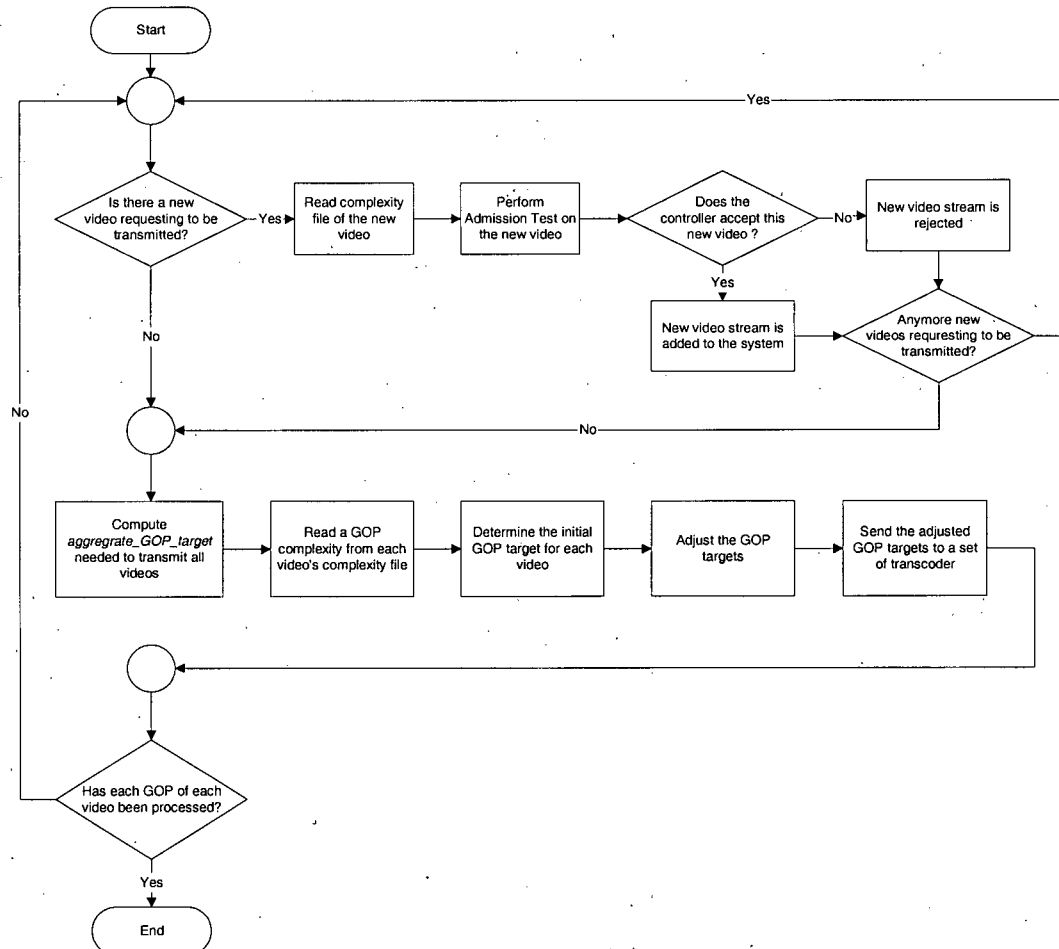 Start
Yes
Is there a new
video requesting to be
transmitted?
Yes
Read complexity
file of the new
video
Perform
Admission Test on
the new video
Does the
controller accept this
new video ?
No
New video stream is
rejected
Yes
No
New video stream is
added to the system
Anymore new
videos requresting to be
transmitted?
No
No
Compute
aggregrate_GOP_target
needed to transmit all
videos
Read a GOP
complexity from each
video's complexity file
Determine the initial
GOP target for each
video
Adjust the GOP
targets
Send the adjusted
GOP targets to a set
of transcoder
Has each GOP of each
video been processed?
Yes
End